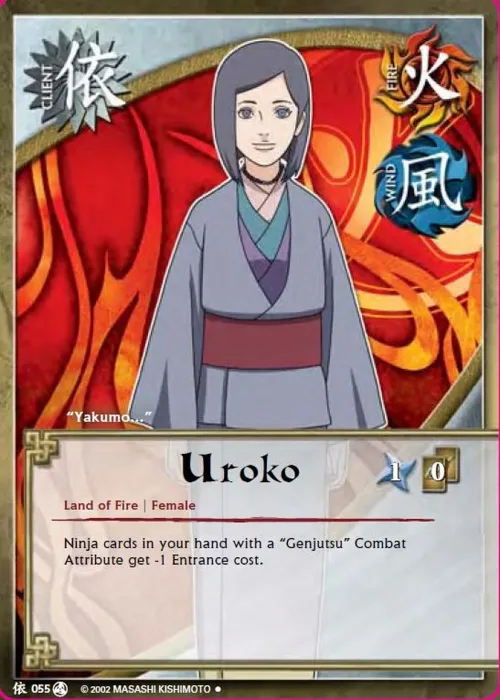 CLIENT
依
FIRE
火
WIND
風
"Yakumo..."
Uroko
1 0
Land of Fire | Female
Ninja cards in your hand with a "Genjutsu" Combat
Attribute get -1 Entrance cost.
依 055 © 2002 MASASHI KISHIMOTO